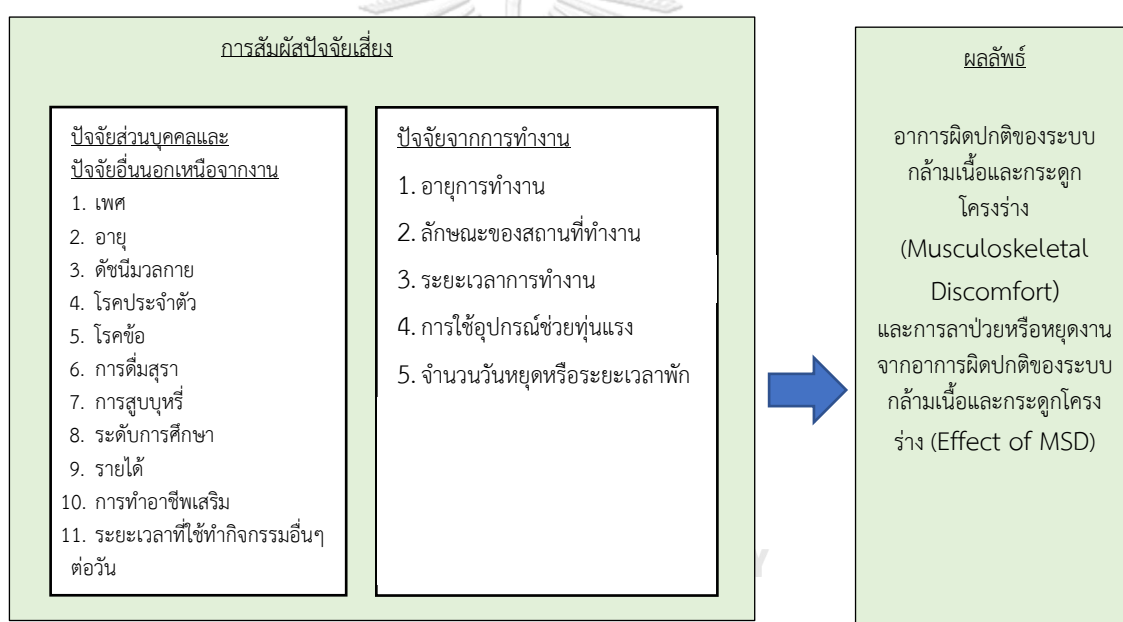 การสัมผัสปัจจัยเสี่ยง
ปัจจัยส่วนบุคคลและ
ปัจจัยอื่นนอกเหนือจากงาน
1. เพศ
2. อายุ
3. ดัชนีมวลกาย
4. โรคประจำตัว
5. โรคข้อ
6. การดื่มสุรา
7. การสูบบุหรี่
8. ระดับการศึกษา
9. รายได้
10. การทำอาชีพเสริม
11. ระยะเวลาที่ใช้ทำกิจกรรมอื่นๆ
ต่อวัน
ปัจจัยจากการทำงาน
1. อายุการทำงาน
2. ลักษณะของสถานที่ทำงาน
3. ระยะเวลาการทำงาน
4. การใช้อุปกรณ์ช่วยทุ่นแรง
5. จำนวนวันหยุดหรือระยะเวลาพัก
ผลลัพธ์
อาการผิดปกติของระบบ
กล้ามเนื้อและกระดูก
โครงร่าง
(Musculoskeletal
Discomfort)
และการลาป่วยหรือหยุดงาน
จากอาการผิดปกติของระบบ
กล้ามเนื้อและกระดูกโครง
ร่าง (Effect of MSD)
Y